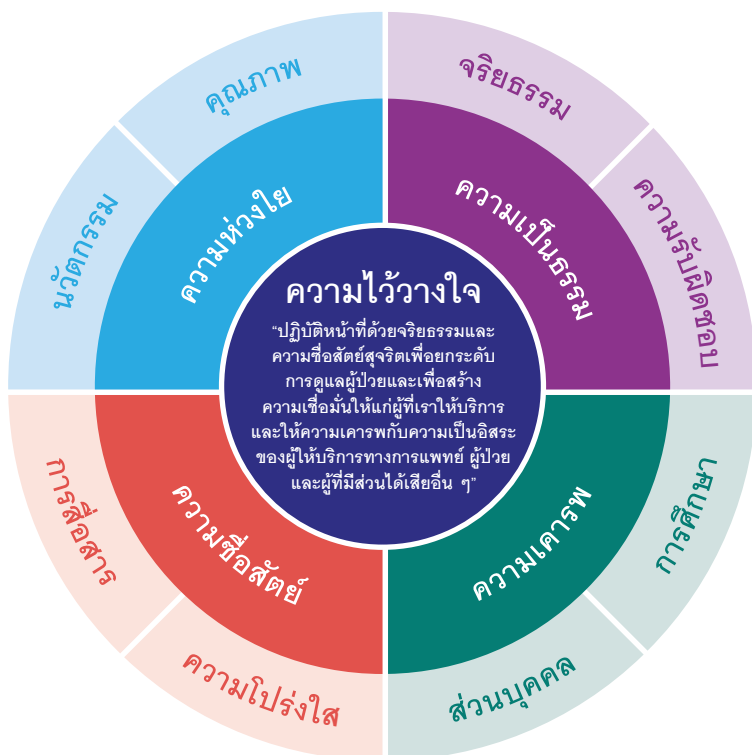 คุณภาพ
จริยธรรม
นวัตกรรม
ความห่วงใย
ความเป็นธรรม
ความรับผิดชอบ
ความไว้วางใจ
“ปฏิบัติหน้าที่ด้วยจริยธรรมและ
ความซื่อสัตย์สุจริตเพื่อยกระดับ
การดูแลผู้ป่วยและเพื่อสร้าง
ความเชื่อมั่นให้แก่ผู้ที่เราให้บริการ
และให้ความเคารพกับความเป็นอิสระ
ของผู้ให้บริการทางการแพทย์ ผู้ป่วย
และผู้ที่มีส่วนได้เสียอื่น ๆ”
การสื่อสาร
ความซื่อสัตย์
ความเคารพ
การศึกษา
ความโปร่งใส
ส่วนบุคคล